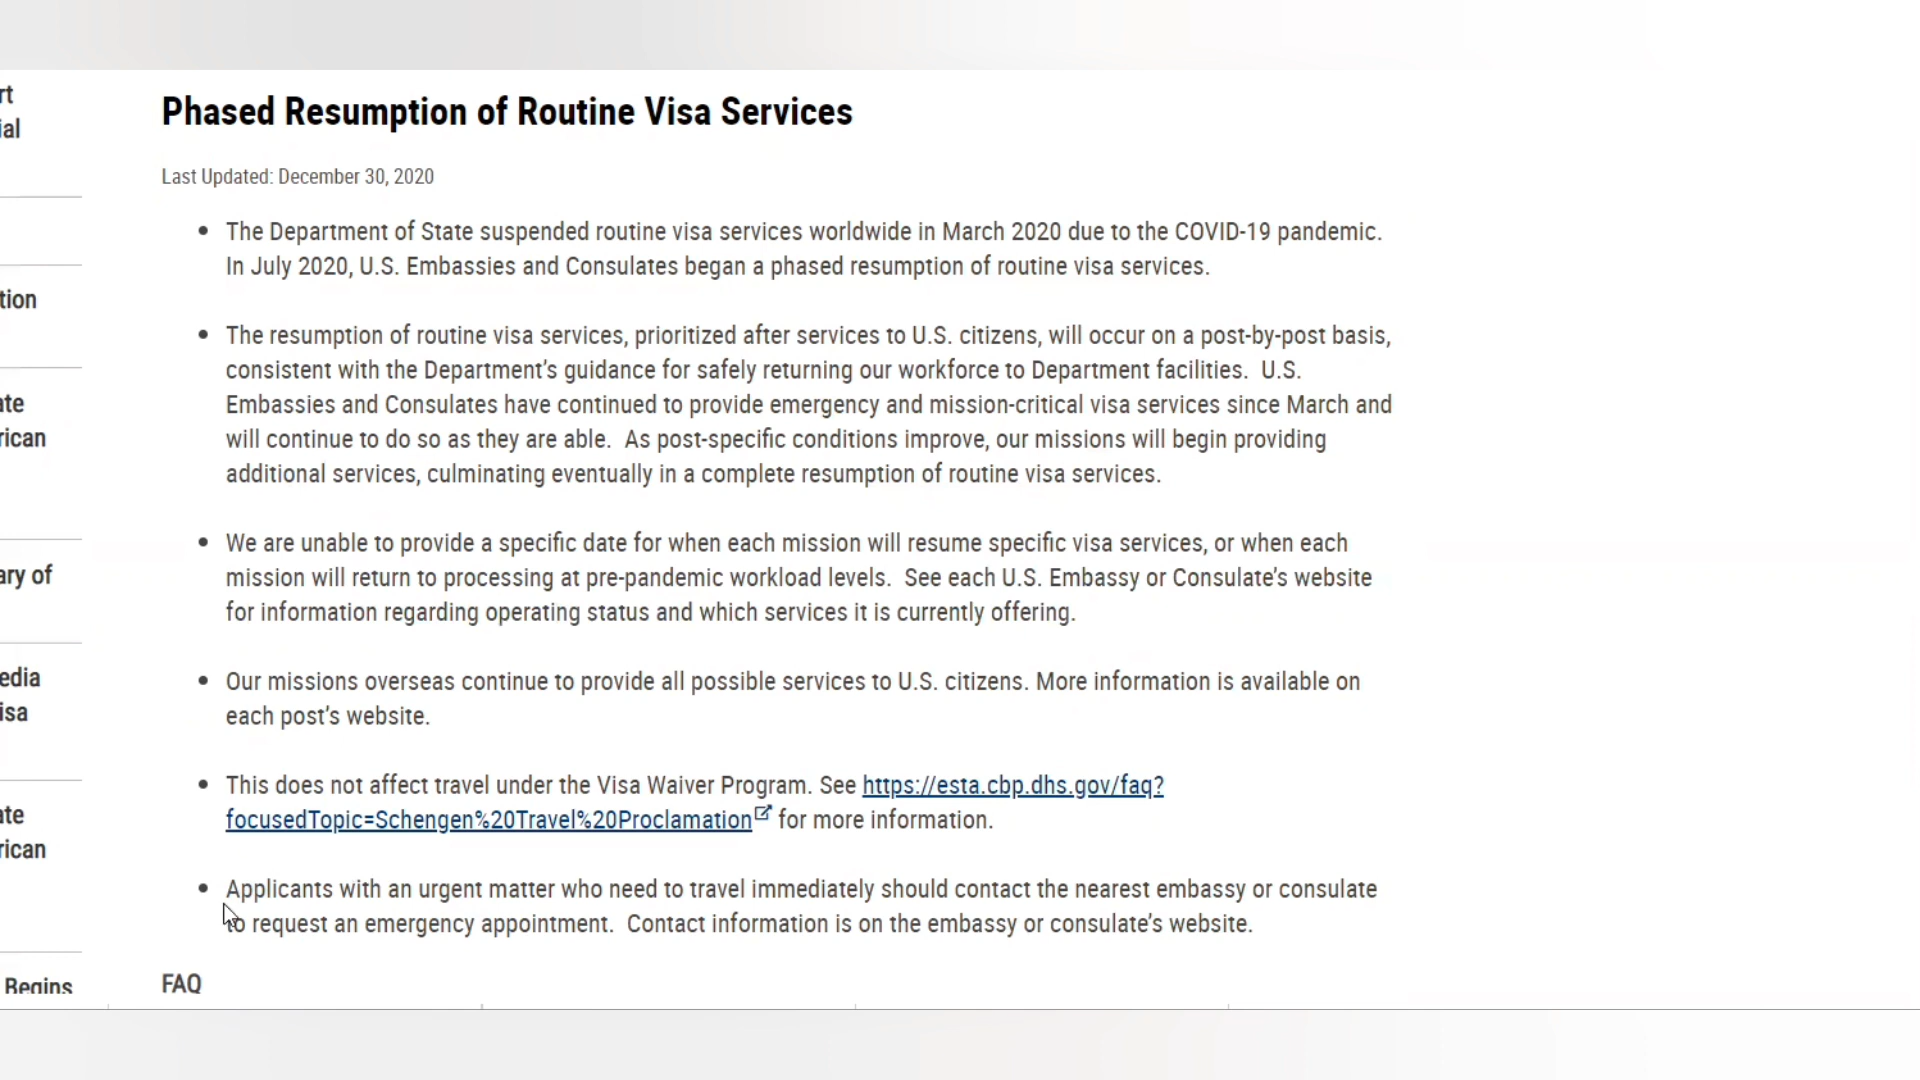 rt
ial
tion
ate
rican
ary of
edia
isa
ate
rican
Begins
Phased Resumption of Routine Visa Services
Last Updated: December 30, 2020
• The Department of State suspended routine visa services worldwide in March 2020 due to the COVID-19 pandemic.
In July 2020, U.S. Embassies and Consulates began a phased resumption of routine visa services.
• The resumption of routine visa services, prioritized after services to U.S. citizens, will occur on a post-by-post basis,
consistent with the Department’s guidance for safely returning our workforce to Department facilities.  U.S.
Embassies and Consulates have continued to provide emergency and mission-critical visa services since March and
will continue to do so as they are able.  As post-specific conditions improve, our missions will begin providing
additional services, culminating eventually in a complete resumption of routine visa services.
• We are unable to provide a specific date for when each mission will resume specific visa services, or when each
mission will return to processing at pre-pandemic workload levels.  See each U.S. Embassy or Consulate’s website
for information regarding operating status and which services it is currently offering.
• Our missions overseas continue to provide all possible services to U.S. citizens. More information is available on
each post’s website.
• This does not affect travel under the Visa Waiver Program. See https://esta.cbp.dhs.gov/faq?
focusedTopic=Schengen%20Travel%20Proclamation for more information.
• Applicants with an urgent matter who need to travel immediately should contact the nearest embassy or consulate
to request an emergency appointment.  Contact information is on the embassy or consulate’s website.
FAQ